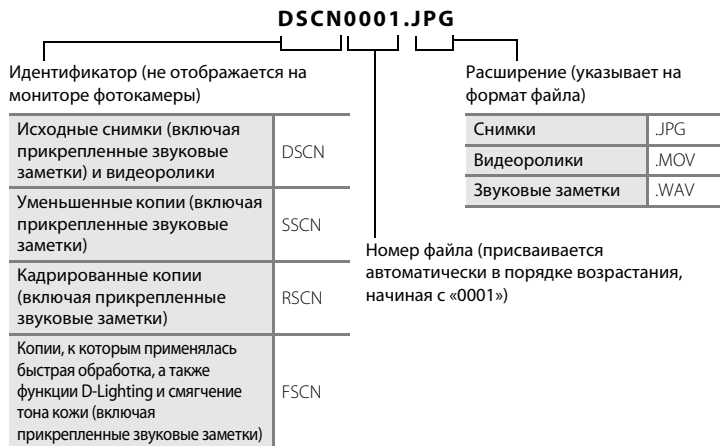 DSCN0001.JPG
Идентификатор (не отображается на
мониторе фотокамеры)
Исходные снимки (включая
прикрепленные звуковые
заметки) и видеоролики
DSCN
Уменьшенные копии (включая
прикрепленные звуковые
заметки)
SSCN
Кадрированные копии
(включая прикрепленные
звуковые заметки)
RSCN
Копии, к которым применялась
быстрая обработка, а также
функции D-Lighting и смягчение
тона кожи (включая
прикрепленные звуковые заметки)
FSCN
Номер файла (присваивается
автоматически в порядке возрастания,
начиная с «0001»)
Расширение (указывает на
формат файла)
Снимки .JPG
Видеоролики .MOV
Звуковые заметки .WAV